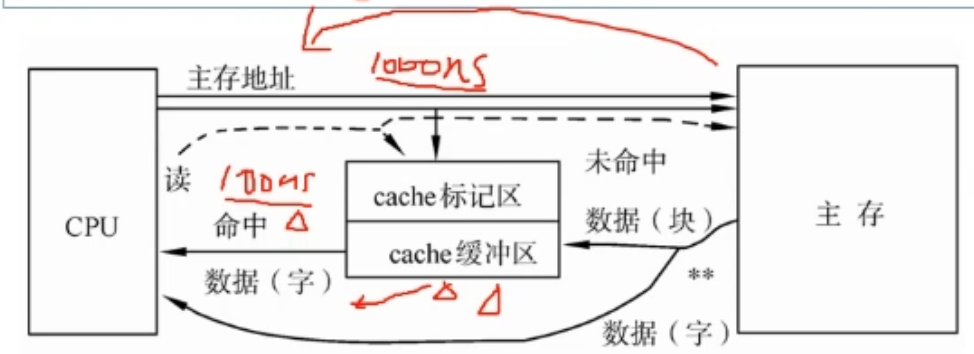 主存地址
1000ns
读
100ns
未命中
cache标记区
CPU
命中
数据（块）
主 存
cache缓冲区
数据（字）
**
数据（字）